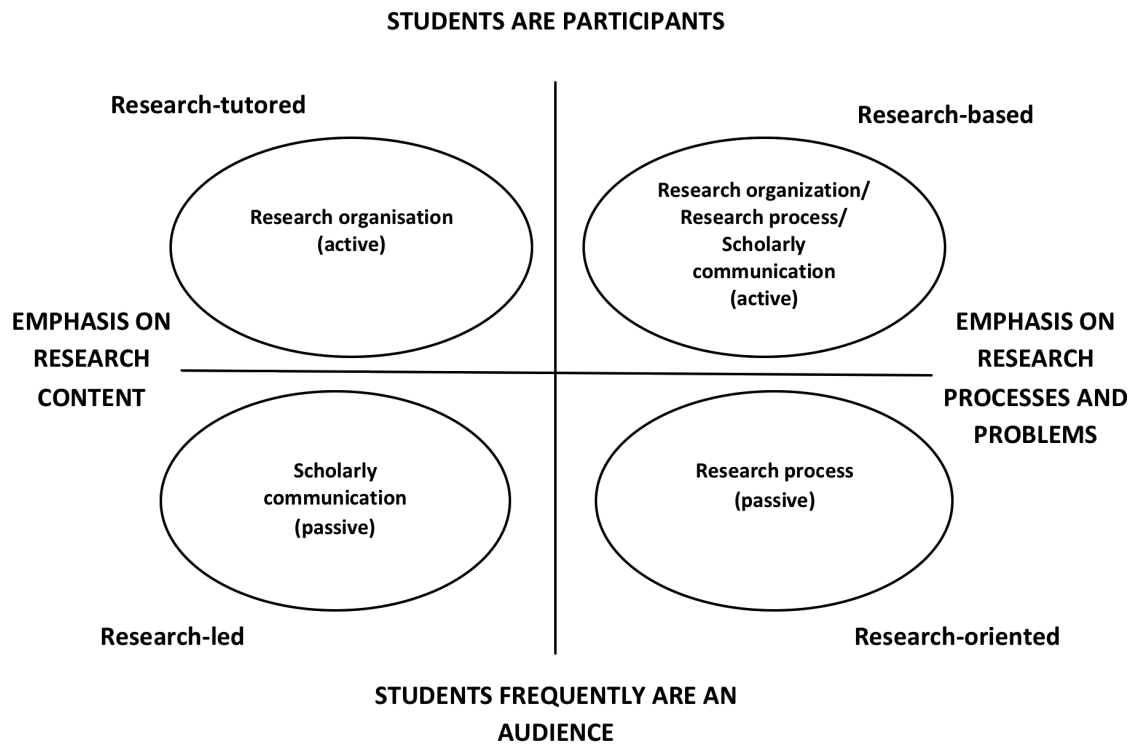 STUDENTS ARE PARTICIPANTS
Research-tutored
Research-based
Research organisation
(active)
Research organization/
Research process/
Scholarly
communication
(active)
EMPHASIS ON
RESEARCH
CONTENT
EMPHASIS ON
RESEARCH
PROCESSES AND
PROBLEMS
Scholarly
communication
(passive)
Research process
(passive)
Research-led
Research-oriented
STUDENTS FREQUENTLY ARE AN
AUDIENCE